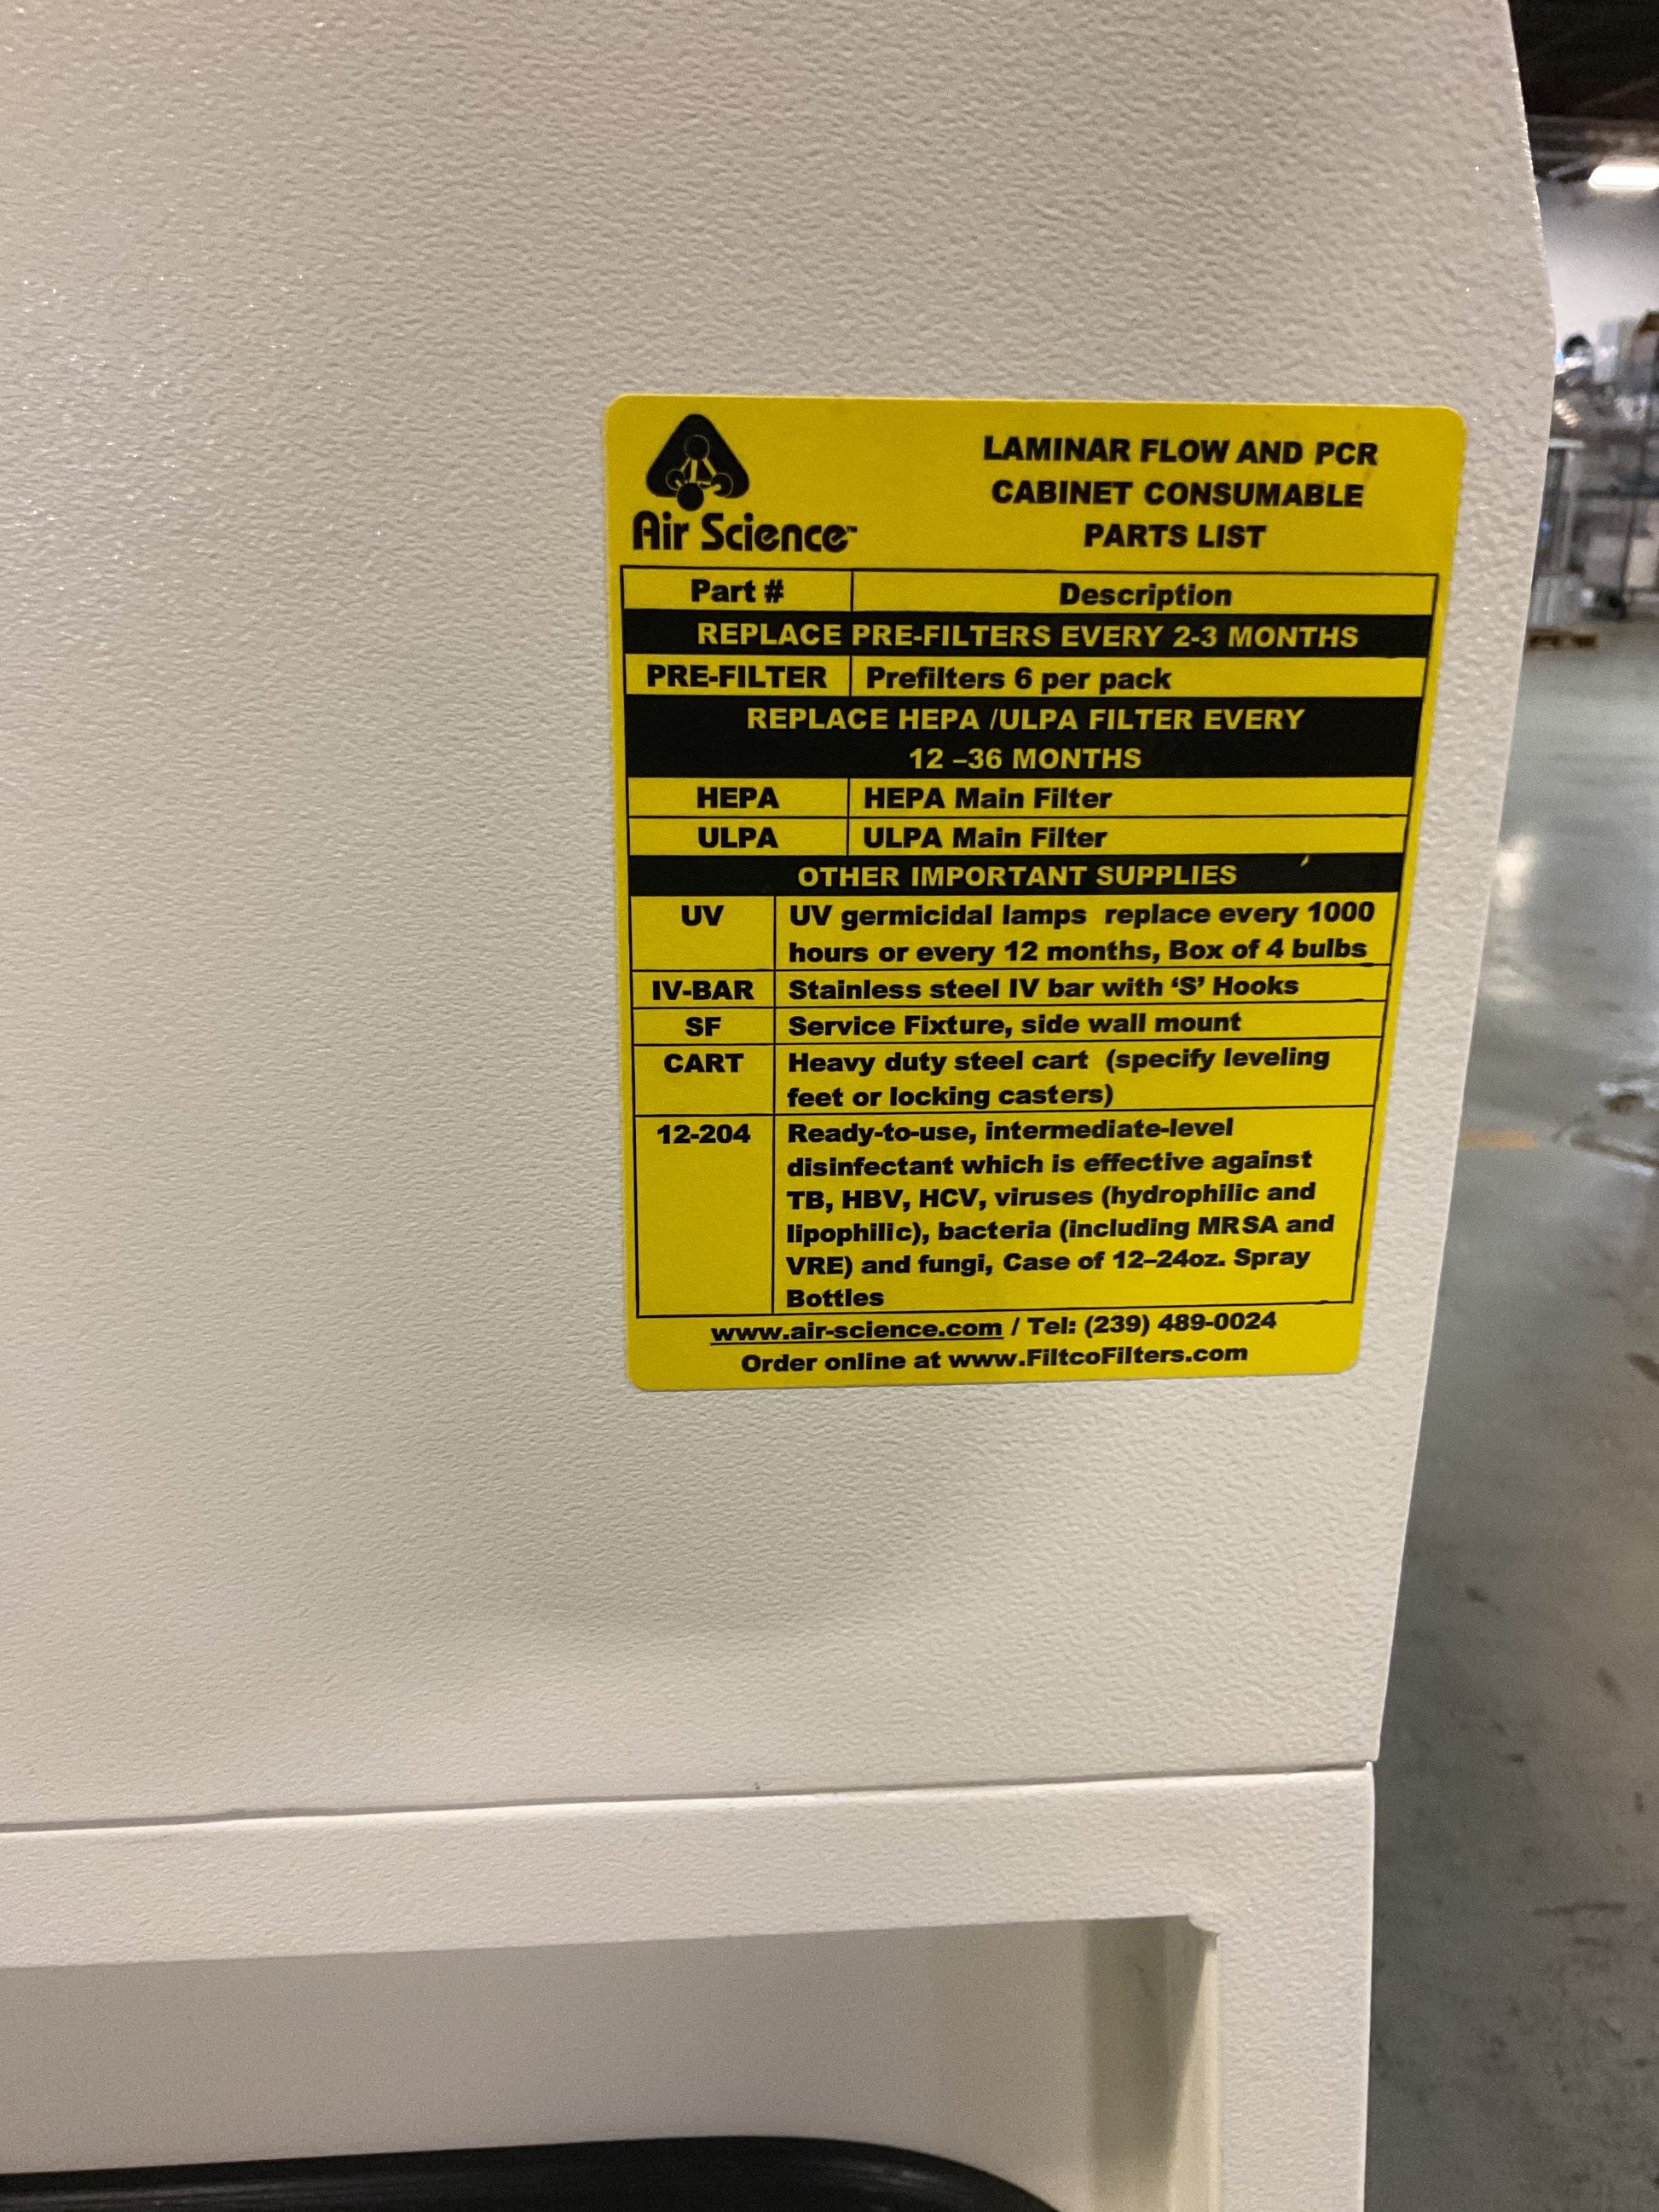 Air Science™
LAMINAR FLOW AND PCR
CABINET CONSUMABLE
PARTS LIST
Part # Description
REPLACE PRE-FILTERS EVERY 2-3 MONTHS
PRE-FILTER Prefilters 6 per pack
REPLACE HEPA /ULPA FILTER EVERY
12 –36 MONTHS
HEPA HEPA Main Filter
ULPA ULPA Main Filter
OTHER IMPORTANT SUPPLIES
UV UV germicidal lamps replace every 1000
hours or every 12 months, Box of 4 bulbs
IV-BAR Stainless steel IV bar with ‘S’ Hooks
SF Service Fixture, side wall mount
CART Heavy duty steel cart (specify leveling
feet or locking casters)
12-204 Ready-to-use, intermediate-level
disinfectant which is effective against
TB, HBV, HCV, viruses (hydrophilic and
lipophilic), bacteria (including MRSA and
VRE) and fungi, Case of 12–24oz. Spray
Bottles
www.air-science.com / Tel: (239) 489-0024
Order online at www.FiltcoFilters.com